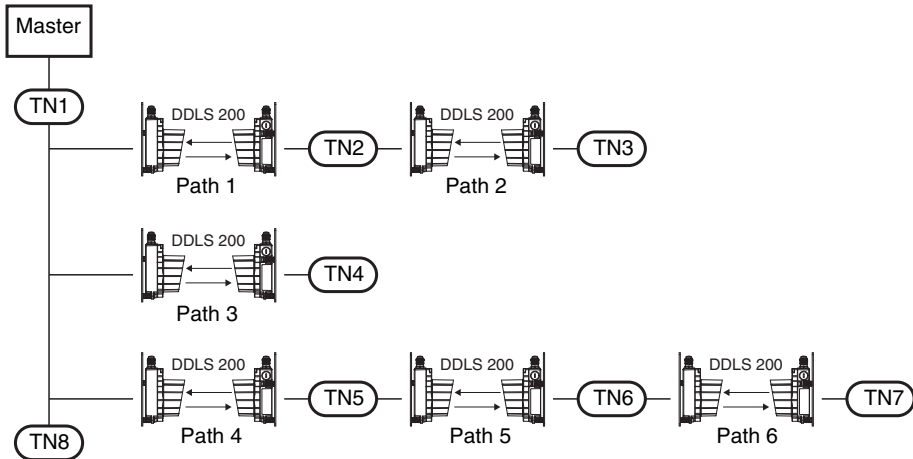 Master
TN1
DDLS 200
DDLS 200
TN2
TN3
Path 1
Path 2
DDLS 200
TN4
Path 3
DDLS 200
DDLS 200
DDLS 200
TN5
TN6
TN7
Path 4
Path 5
Path 6
TN8